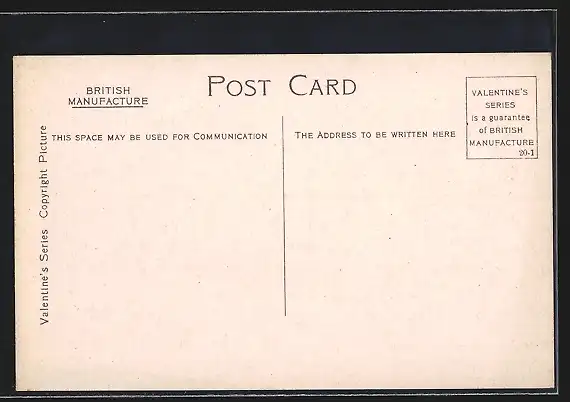 BRITISH
MANUFACTURE
POST CARD
VALENTINE'S
SERIES
is a guarantee
of BRITISH
MANUFACTURE
20-1
THIS SPACE MAY BE USED FOR COMMUNICATION
THE ADDRESS TO BE WRITTEN HERE
Valentine's Series Copyright Picture